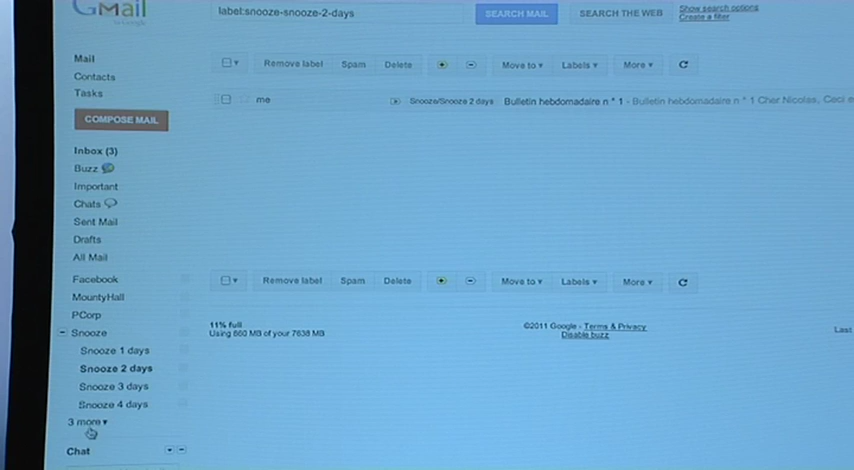 GMail
by Google
label:snooze-snooze-2-days
SEARCH MAIL
SEARCH THE WEB
Show search options
Create a filter
Mail
Contacts
Tasks
COMPOSE MAIL
Inbox (3)
Buzz
Important
Chats
Sent Mail
Drafts
All Mail
Facebook
MountyHall
PCorp
Snooze
Snooze 1 days
Snooze 2 days
Snooze 3 days
Snooze 4 days
3 more
Chat
Remove label Spam Delete Move to Labels More
me Snooze/Snooze 2 days Bulletin hebdomadaire n ° 1 - Bulletin hebdomadaire n ° 1 Cher Nicolas, Ceci e
Remove label Spam Delete Move to Labels More
11% full
Using 860 MB of your 7638 MB
©2011 Google - Terms & Privacy
Disable buzz
Last